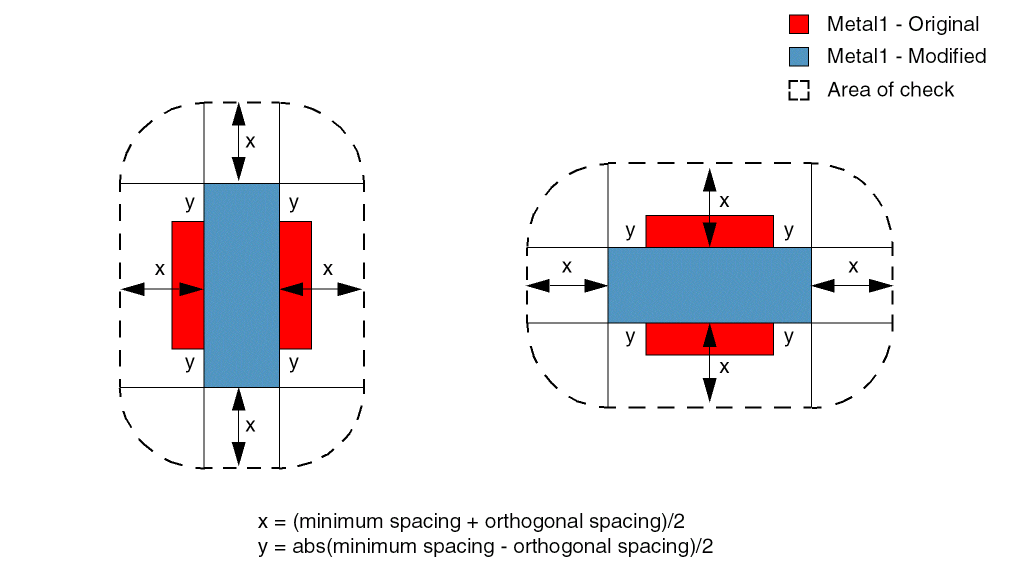 Metal1 - Original
Metal1 - Modified
Area of check
x
y y
x x
y y
x
x
y y
x x
y y
x
x = (minimum spacing + orthogonal spacing)/2
y = abs(minimum spacing - orthogonal spacing)/2